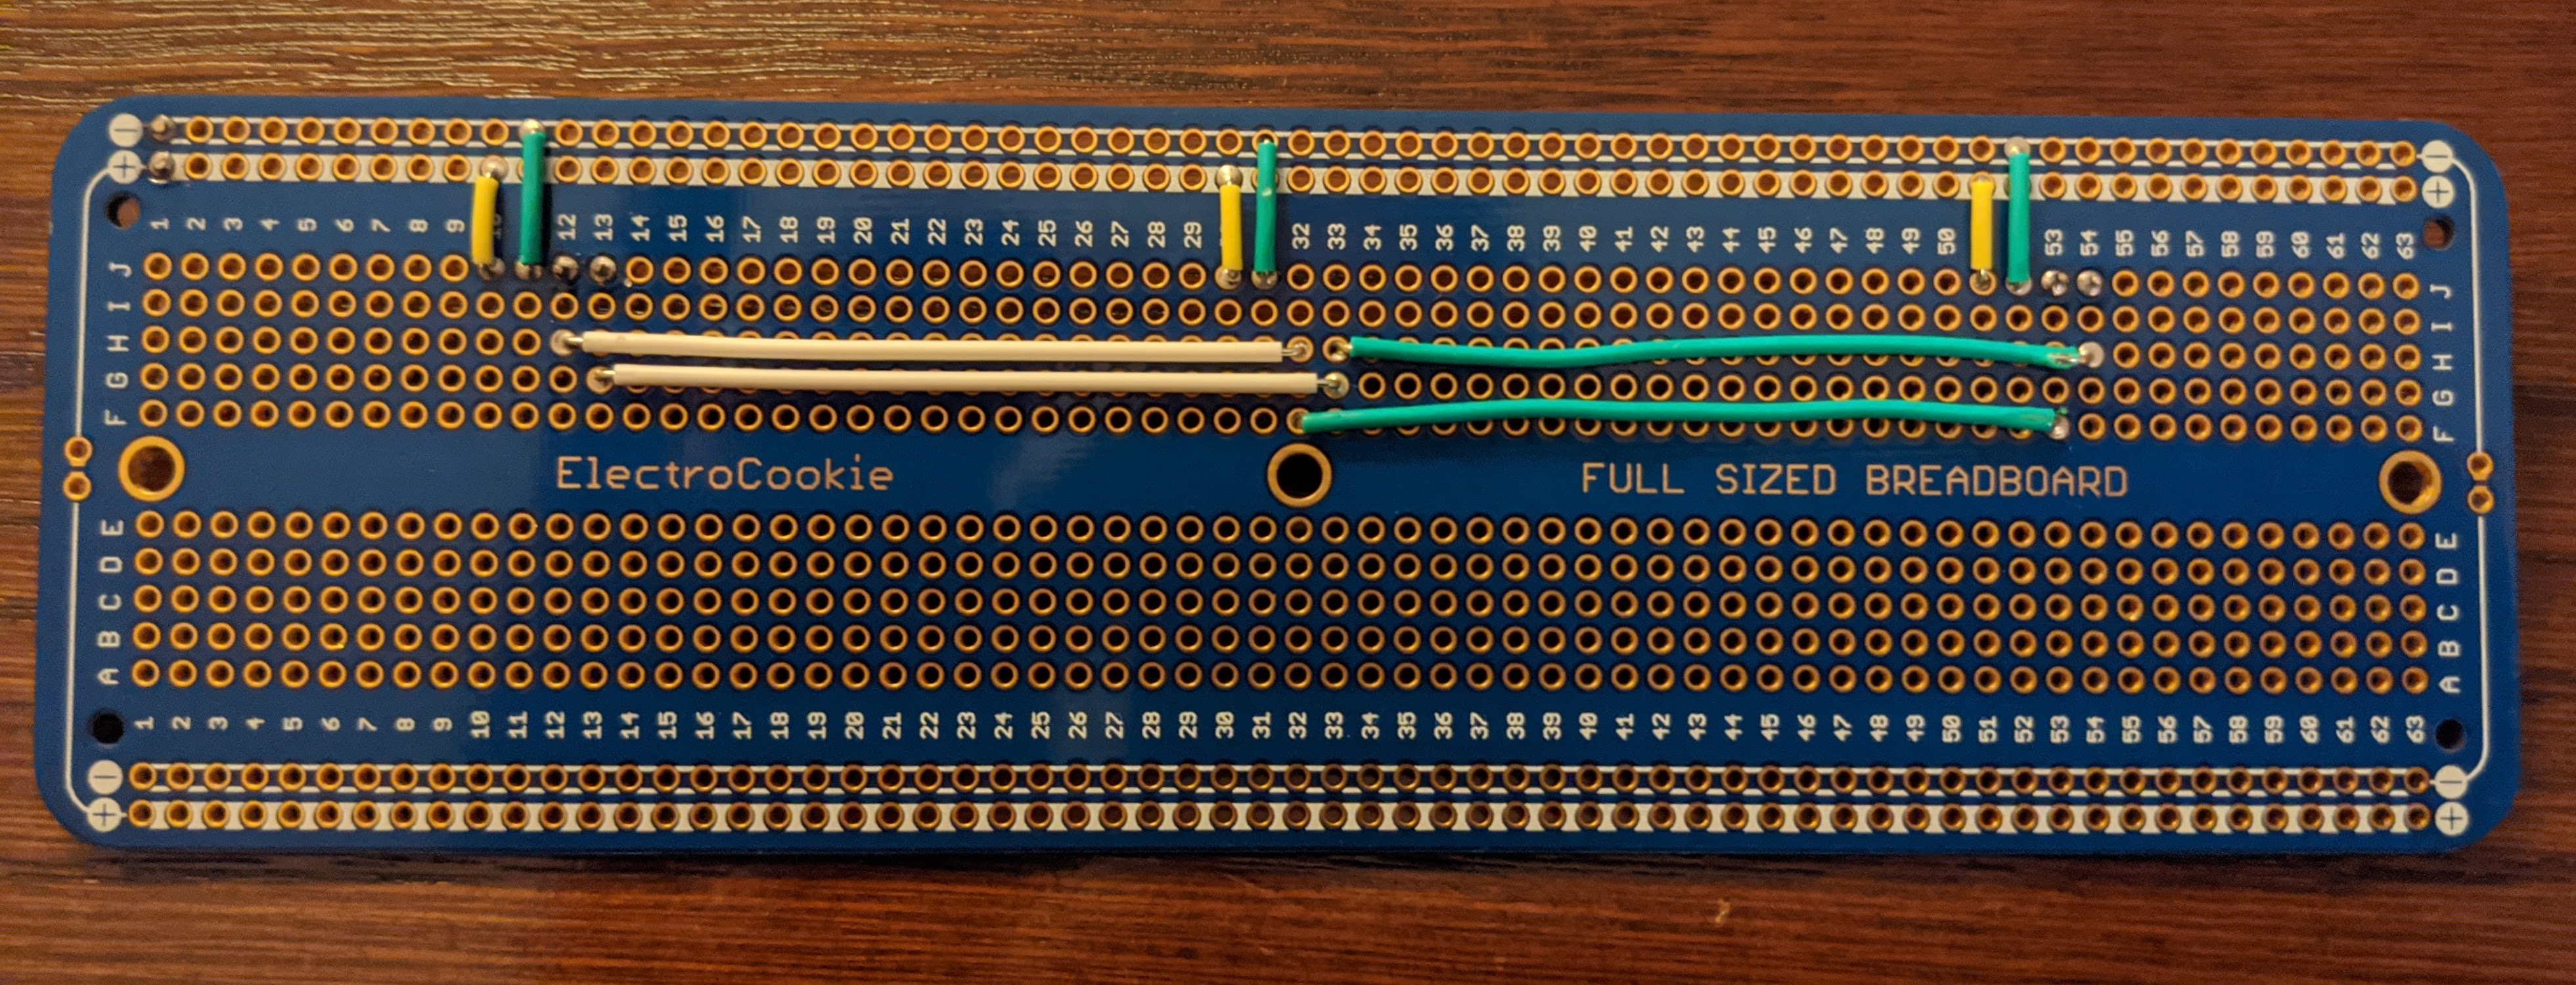 − −
+ +
1 2 3 4 5 6 7 8 9 12 13 14 15 16 17 18 19 20 21 22 23 24 25 26 27 28 29 32 33 34 35 36 37 38 39 40 41 42 43 44 45 46 47 48 49 50 53 54 55 56 57 58 59 60 61 62 63
J J
I I
H H
G G
F F
ElectroCookie FULL SIZED BREADBOARD
E E
D D
C C
B B
A A
1 2 3 4 5 6 7 8 9 10 11 12 13 14 15 16 17 18 19 20 21 22 23 24 25 26 27 28 29 30 31 32 33 34 35 36 37 38 39 40 41 42 43 44 45 46 47 48 49 50 51 52 53 54 55 56 57 58 59 60 61 62 63
− −
+ +